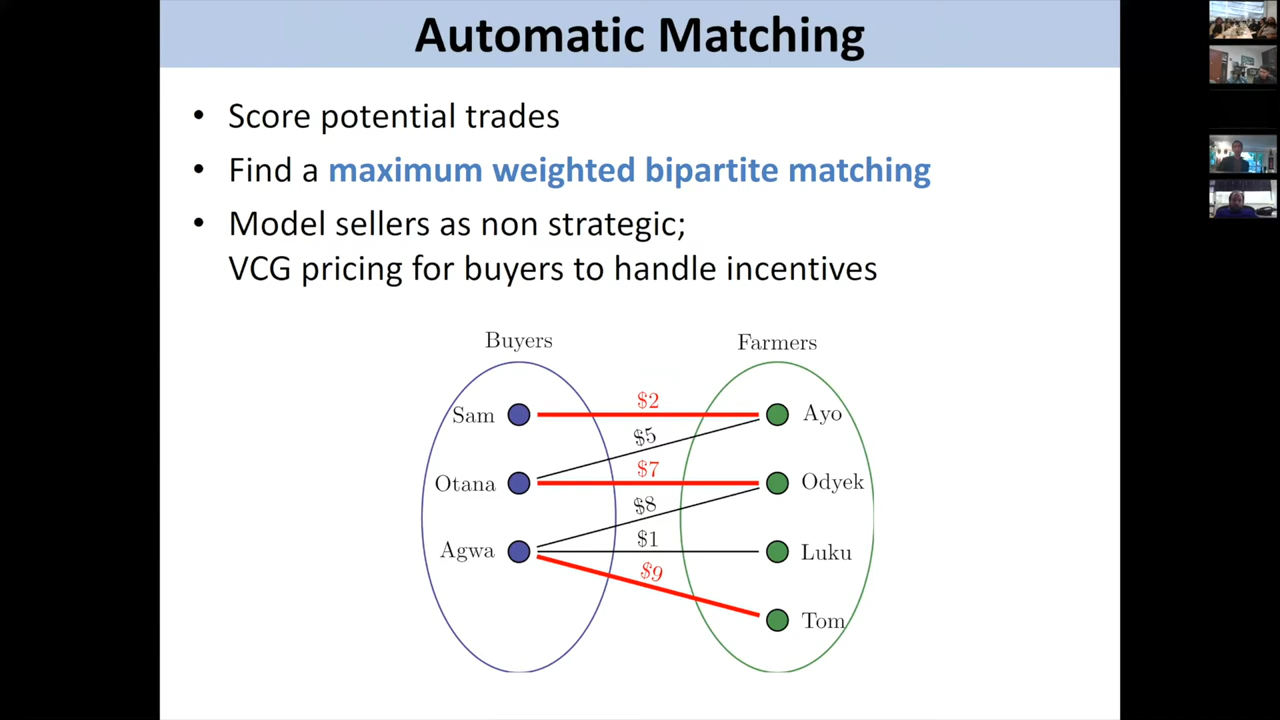 Automatic Matching
• Score potential trades
• Find a maximum weighted bipartite matching
• Model sellers as non strategic;
VCG pricing for buyers to handle incentives
Buyers
Farmers
Sam
$2
Ayo
$5
Otana
$7
Odyek
$8
Agwa
$1
Luku
$9
Tom